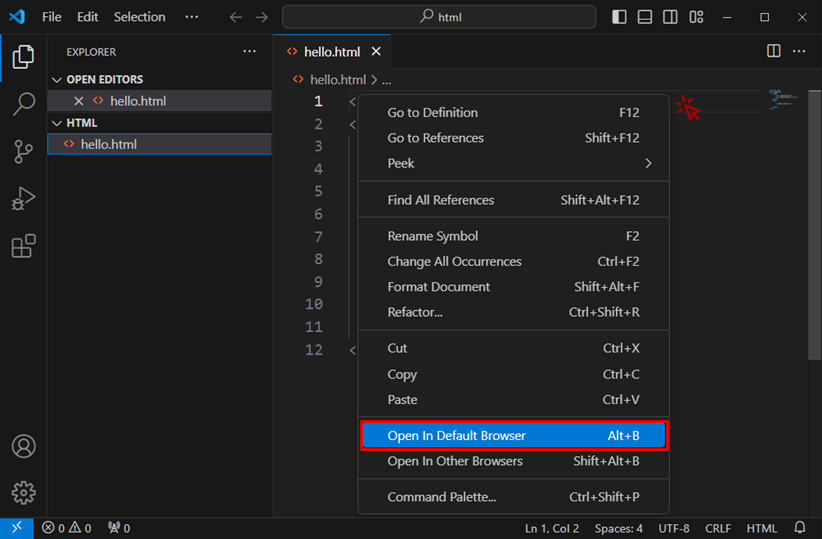 File Edit Selection ··· html
EXPLORER ···
OPEN EDITORS
hello.html
HTML
hello.html
hello.html
hello.html > ...
1
2
3
4
5
6
7
8
9
10
11
12
Go to Definition F12
Go to References Shift+F12
Peek
Find All References Shift+Alt+F12
Rename Symbol F2
Change All Occurrences Ctrl+F2
Format Document Shift+Alt+F
Refactor... Ctrl+Shift+R
Cut Ctrl+X
Copy Ctrl+C
Paste Ctrl+V
Open In Default Browser Alt+B
Open In Other Browsers Shift+Alt+B
Command Palette... Ctrl+Shift+P
0 0 0 Ln 1, Col 2 Spaces: 4 UTF-8 CRLF HTML